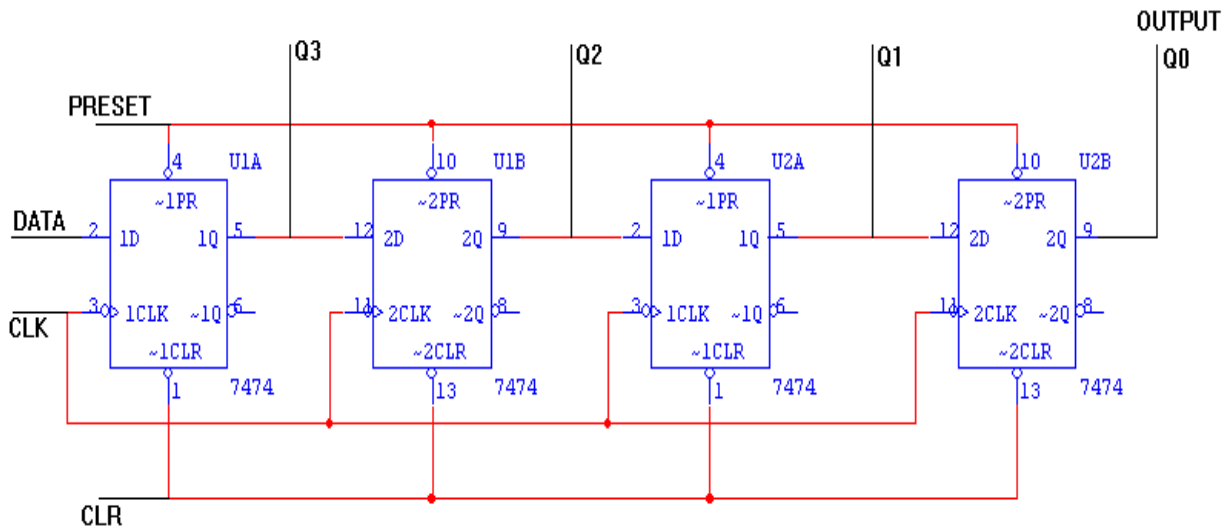 OUTPUT
Q3
Q2
Q1
Q0
PRESET
4 U1A
10 U1B
4 U2A
10 U2B
~1PR
~2PR
~1PR
~2PR
DATA
2 1D 1Q 5
12 2D 2Q 9
2 1D 1Q 5
12 2D 2Q 9
CLK
3 1CLK ~1Q 6
11 2CLK ~2Q 8
3 1CLK ~1Q 6
11 2CLK ~2Q 8
~1CLR
~2CLR
~1CLR
~2CLR
1 7474
13 7474
1 7474
13 7474
CLR